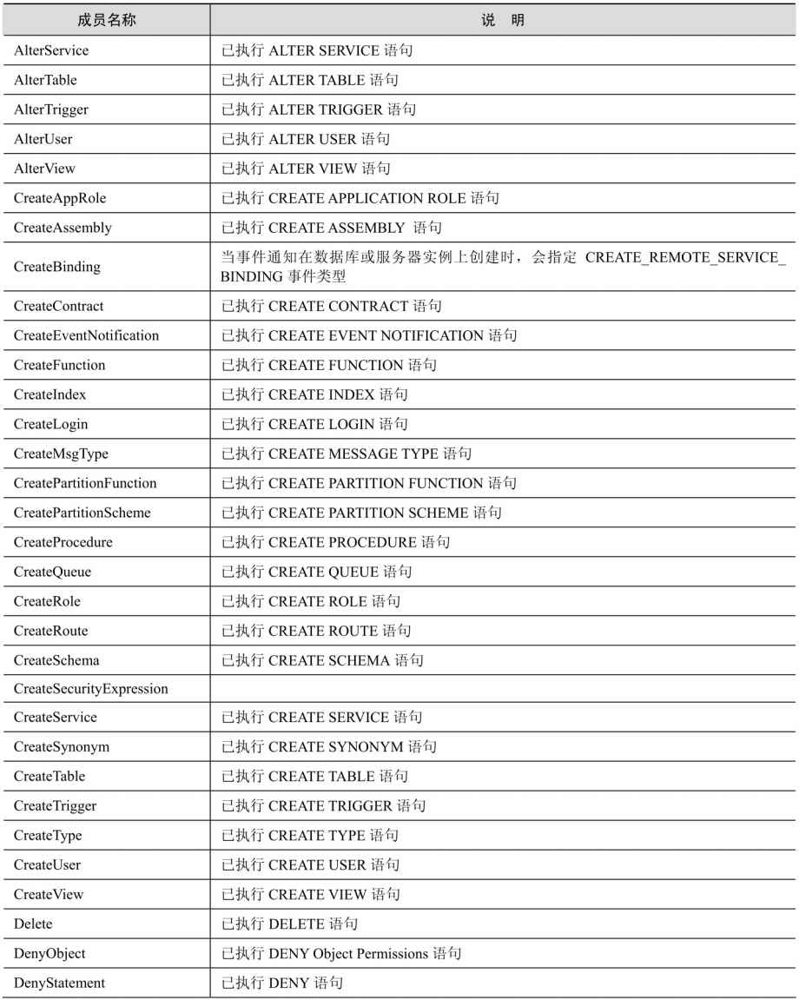 成员名称 说 明
AlterService 已执行 ALTER SERVICE 语句
AlterTable 已执行 ALTER TABLE 语句
AlterTrigger 已执行 ALTER TRIGGER 语句
AlterUser 已执行 ALTER USER 语句
AlterView 已执行 ALTER VIEW 语句
CreateAppRole 已执行 CREATE APPLICATION ROLE 语句
CreateAssembly 已执行 CREATE ASSEMBLY 语句
CreateBinding 当事件通知在数据库或服务器实例上创建时，会指定 CREATE_REMOTE_SERVICE_
BINDING 事件类型
CreateContract 已执行 CREATE CONTRACT 语句
CreateEventNotification 已执行 CREATE EVENT NOTIFICATION 语句
CreateFunction 已执行 CREATE FUNCTION 语句
CreateIndex 已执行 CREATE INDEX 语句
CreateLogin 已执行 CREATE LOGIN 语句
CreateMsgType 已执行 CREATE MESSAGE TYPE 语句
CreatePartitionFunction 已执行 CREATE PARTITION FUNCTION 语句
CreatePartitionScheme 已执行 CREATE PARTITION SCHEME 语句
CreateProcedure 已执行 CREATE PROCEDURE 语句
CreateQueue 已执行 CREATE QUEUE 语句
CreateRole 已执行 CREATE ROLE 语句
CreateRoute 已执行 CREATE ROUTE 语句
CreateSchema 已执行 CREATE SCHEMA 语句
CreateSecurityExpression
CreateService 已执行 CREATE SERVICE 语句
CreateSynonym 已执行 CREATE SYNONYM 语句
CreateTable 已执行 CREATE TABLE 语句
CreateTrigger 已执行 CREATE TRIGGER 语句
CreateType 已执行 CREATE TYPE 语句
CreateUser 已执行 CREATE USER 语句
CreateView 已执行 CREATE VIEW 语句
Delete 已执行 DELETE 语句
DenyObject 已执行 DENY Object Permissions 语句
DenyStatement 已执行 DENY 语句